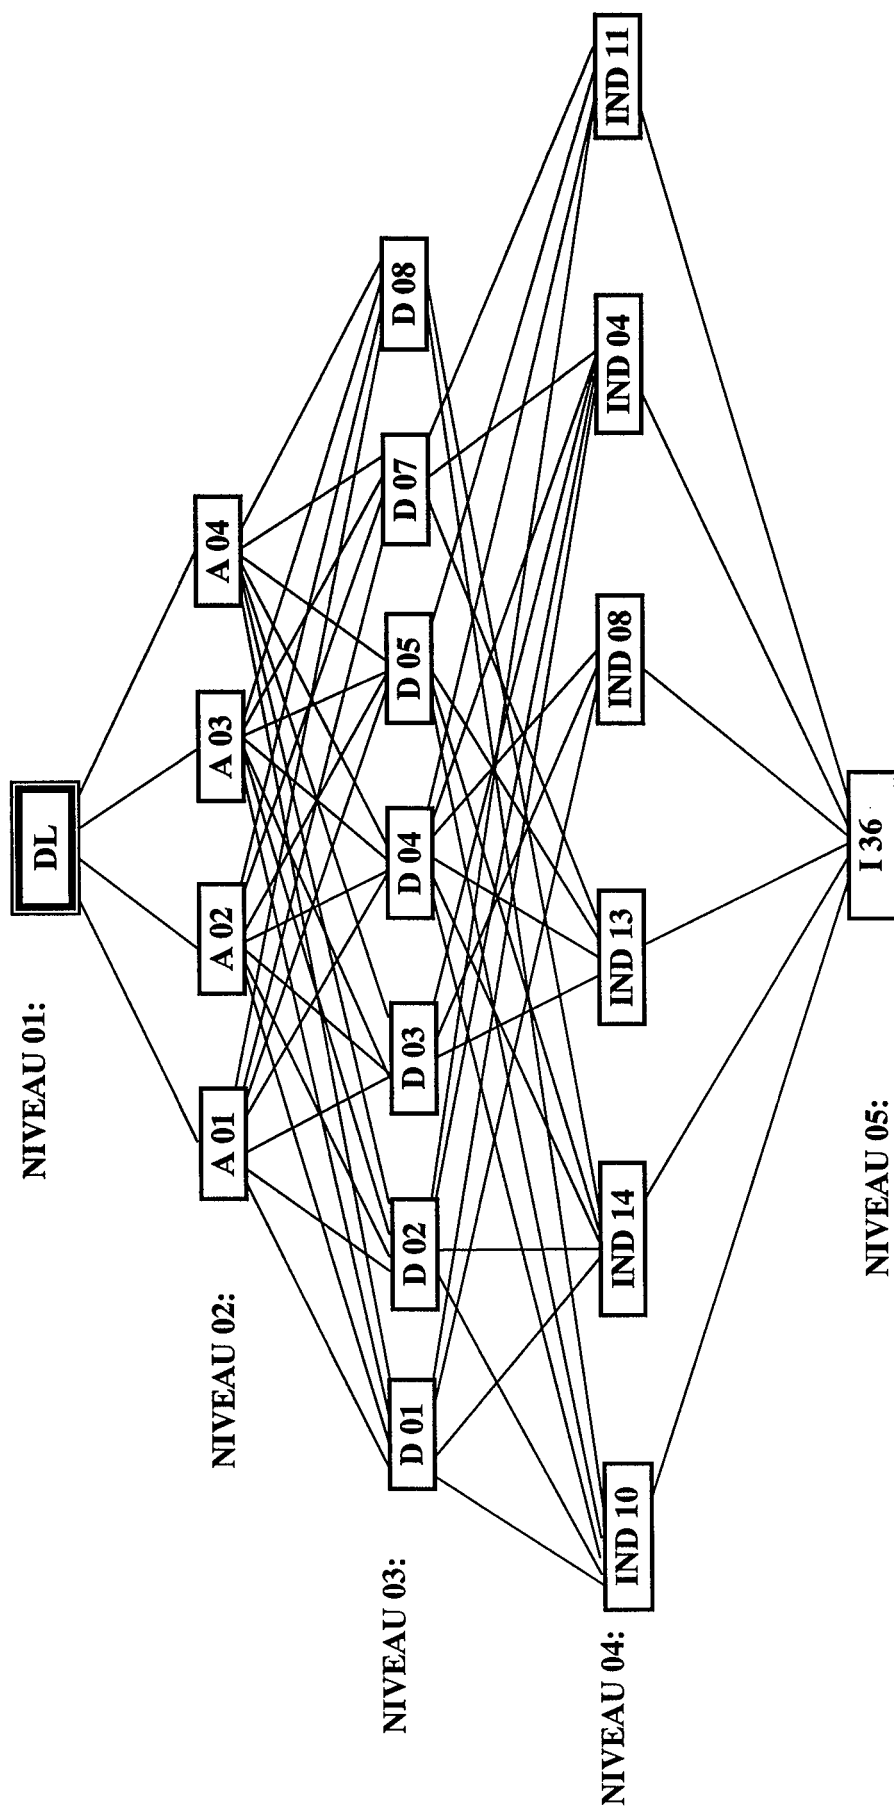 NIVEAU 01:
DL
NIVEAU 02:
A 01
A 02
A 03
A 04
NIVEAU 03:
D 01
D 02
D 03
D 04
D 05
D 07
D 08
NIVEAU 04:
IND 10
IND 14
IND 13
IND 08
IND 04
IND 11
NIVEAU 05:
I 36